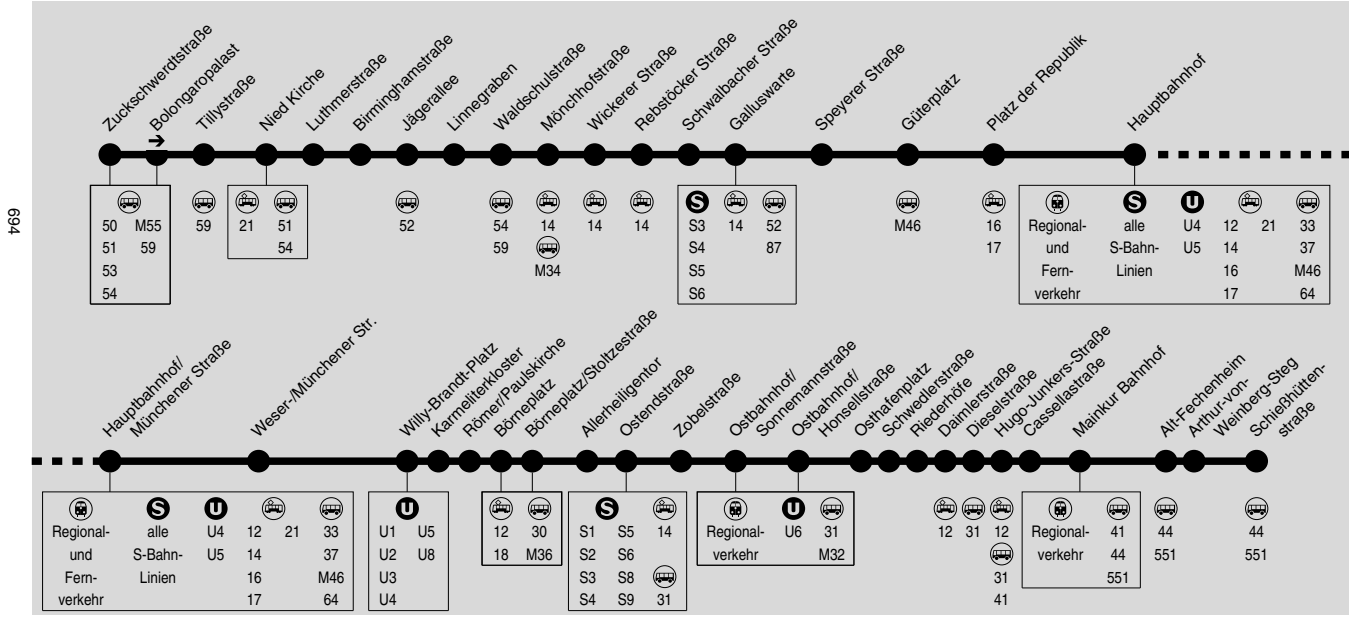 Zuckschwerdtstraße
Bolongaropalast
Tillystraße
Nied Kirche
Luthmerstraße
Birminghamstraße
Jägerallee
Linnegraben
Waldschulstraße
Mönchhofstraße
Wickerer Straße
Rebstöcker Straße
Schwalbacher Straße
Galluswarte
Speyerer Straße
Güterplatz
Platz der Republik
Hauptbahnhof
➔
S U
50 M55 59 21 51 52 54 14 14 14 S3 14 52 M46 16 Regional- alle U4 12 21 33
51 59 54 59 S4 87 17 und S-Bahn- U5 14 37
53 M34 S5 Fern- Linien 16 M46
54 S6 verkehr 17 64
694
Hauptbahnhof/
Münchener Straße
Weser-/Münchener Str.
Willy-Brandt-Platz
Karmeliterkloster
Römer/Paulskirche
Börneplatz
Börneplatz/Stoltzestraße
Allerheiligentor
Ostendstraße
Zobelstraße
Ostbahnhof/
Sonnemannstraße
Ostbahnhof/
Honsellstraße
Osthafenplatz
Schwedlerstraße
Riederhöfe
Daimlerstraße
Dieselstraße
Hugo-Junkers-Straße
Cassellastraße
Mainkur Bahnhof
Alt-Fechenheim
Arthur-von-
Weinberg-Steg
Schießhütten-
straße
S U U S U
Regional- alle U4 12 21 33 U1 U5 12 30 S1 S5 14 Regional- U6 31 12 31 12 Regional- 41 44 44
und S-Bahn- U5 14 37 U2 U8 18 M36 S2 S6 verkehr M32 verkehr 44 551 551
Fern- Linien 16 M46 U3 S3 S8 31 551
verkehr 17 64 U4 S4 S9 31 41